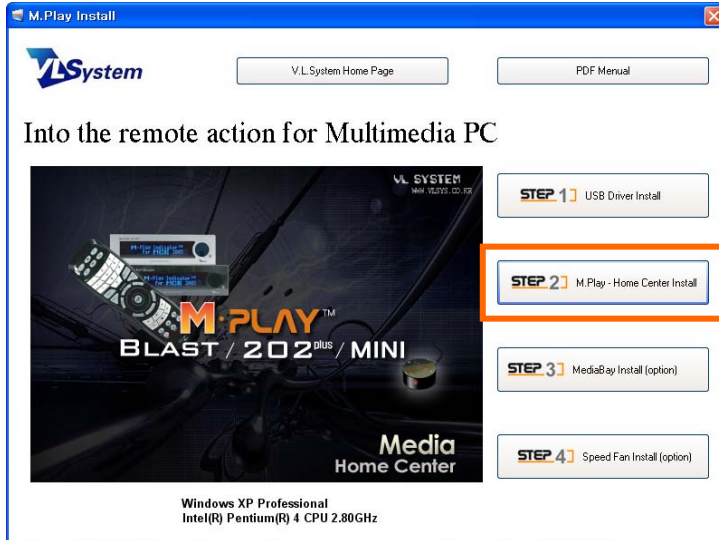 M.Play Install
VLSystem
V.L.System Home Page
PDF Menual
Into the remote action for Multimedia PC
VL SYSTEM
WWW.VLSYS.CO.KR
M·PLAY™
BLAST / 202plus / MINI
Media
Home Center
STEP 1 USB Driver Install
STEP 2 M.Play - Home Center Install
STEP 3 MediaBay Install (option)
STEP 4 Speed Fan Install (option)
Windows XP Professional
Intel(R) Pentium(R) 4 CPU 2.80GHz